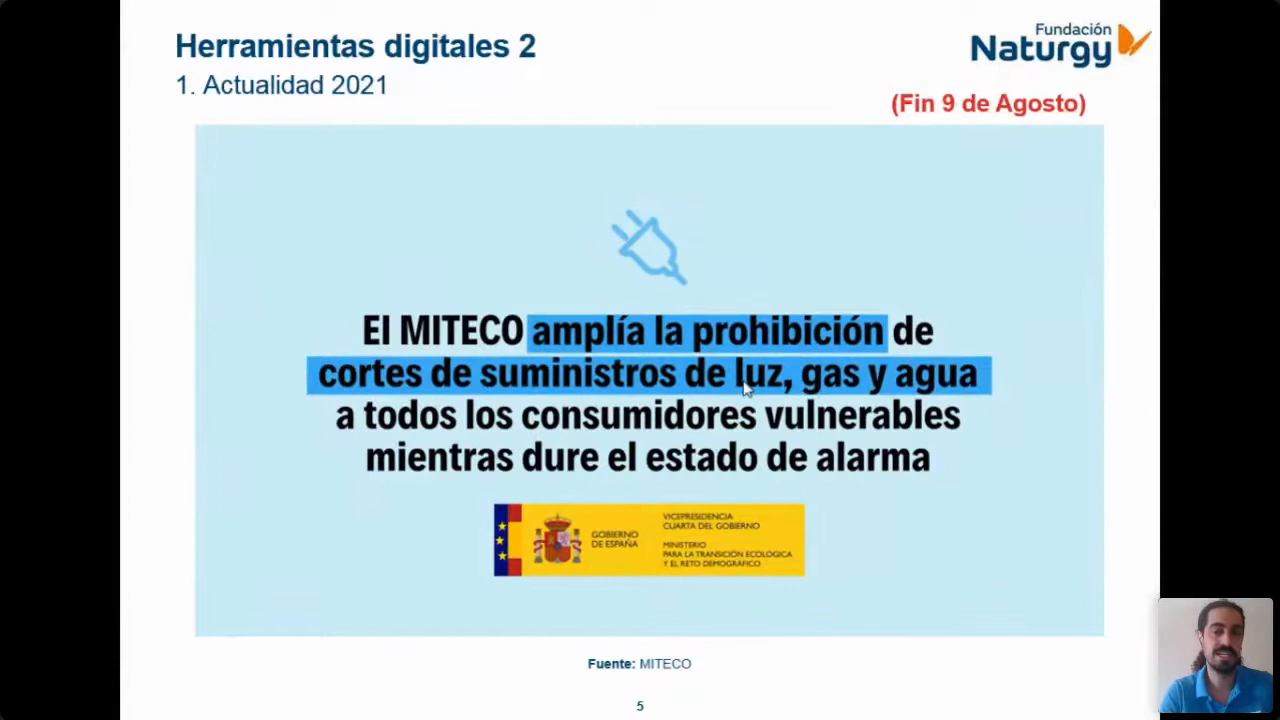 Herramientas digitales 2
1. Actualidad 2021
Fundación
Naturgy
(Fin 9 de Agosto)
El MITECO amplía la prohibición de
cortes de suministros de luz, gas y agua
a todos los consumidores vulnerables
mientras dure el estado de alarma
GOBIERNO
DE ESPAÑA
VICEPRESIDENCIA
CUARTA DEL GOBIERNO
MINISTERIO
PARA LA TRANSICIÓN ECOLÓGICA
Y EL RETO DEMOGRÁFICO
Fuente: MITECO
5